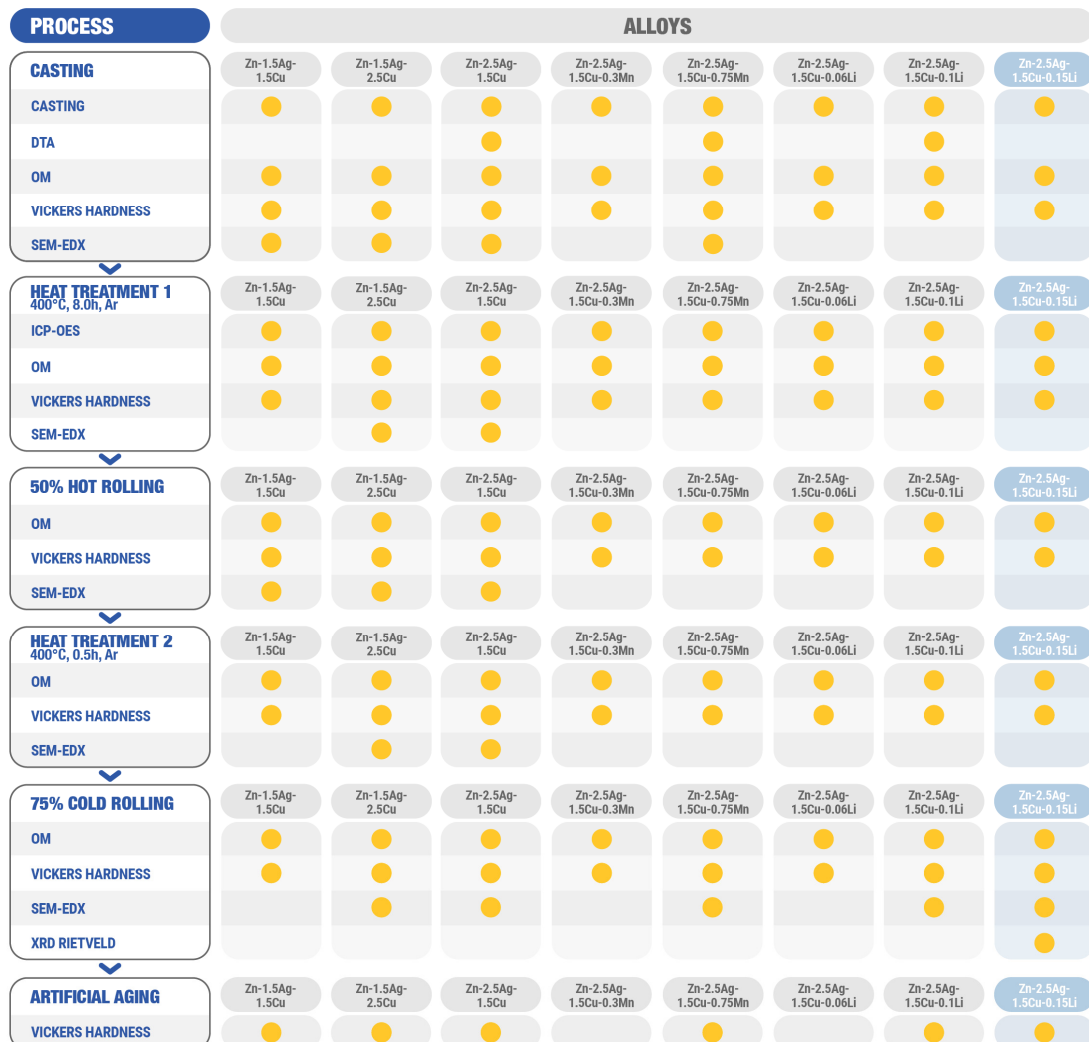 PROCESS
ALLOYS
CASTING
Zn-1.5Ag-
1.5Cu
Zn-1.5Ag-
2.5Cu
Zn-2.5Ag-
1.5Cu
Zn-2.5Ag-
1.5Cu-0.3Mn
Zn-2.5Ag-
1.5Cu-0.75Mn
Zn-2.5Ag-
1.5Cu-0.06Li
Zn-2.5Ag-
1.5Cu-0.1Li
Zn-2.5Ag-
1.5Cu-0.15Li
CASTING
DTA
OM
VICKERS HARDNESS
SEM-EDX
HEAT TREATMENT 1
400°C, 8.0h, Ar
Zn-1.5Ag-
1.5Cu
Zn-1.5Ag-
2.5Cu
Zn-2.5Ag-
1.5Cu
Zn-2.5Ag-
1.5Cu-0.3Mn
Zn-2.5Ag-
1.5Cu-0.75Mn
Zn-2.5Ag-
1.5Cu-0.06Li
Zn-2.5Ag-
1.5Cu-0.1Li
Zn-2.5Ag-
1.5Cu-0.15Li
ICP-OES
OM
VICKERS HARDNESS
SEM-EDX
50% HOT ROLLING
Zn-1.5Ag-
1.5Cu
Zn-1.5Ag-
2.5Cu
Zn-2.5Ag-
1.5Cu
Zn-2.5Ag-
1.5Cu-0.3Mn
Zn-2.5Ag-
1.5Cu-0.75Mn
Zn-2.5Ag-
1.5Cu-0.06Li
Zn-2.5Ag-
1.5Cu-0.1Li
Zn-2.5Ag-
1.5Cu-0.15Li
OM
VICKERS HARDNESS
SEM-EDX
HEAT TREATMENT 2
400°C, 0.5h, Ar
Zn-1.5Ag-
1.5Cu
Zn-1.5Ag-
2.5Cu
Zn-2.5Ag-
1.5Cu
Zn-2.5Ag-
1.5Cu-0.3Mn
Zn-2.5Ag-
1.5Cu-0.75Mn
Zn-2.5Ag-
1.5Cu-0.06Li
Zn-2.5Ag-
1.5Cu-0.1Li
Zn-2.5Ag-
1.5Cu-0.15Li
OM
VICKERS HARDNESS
SEM-EDX
75% COLD ROLLING
Zn-1.5Ag-
1.5Cu
Zn-1.5Ag-
2.5Cu
Zn-2.5Ag-
1.5Cu
Zn-2.5Ag-
1.5Cu-0.3Mn
Zn-2.5Ag-
1.5Cu-0.75Mn
Zn-2.5Ag-
1.5Cu-0.06Li
Zn-2.5Ag-
1.5Cu-0.1Li
Zn-2.5Ag-
1.5Cu-0.15Li
OM
VICKERS HARDNESS
SEM-EDX
XRD RIETVELD
ARTIFICIAL AGING
Zn-1.5Ag-
1.5Cu
Zn-1.5Ag-
2.5Cu
Zn-2.5Ag-
1.5Cu
Zn-2.5Ag-
1.5Cu-0.3Mn
Zn-2.5Ag-
1.5Cu-0.75Mn
Zn-2.5Ag-
1.5Cu-0.06Li
Zn-2.5Ag-
1.5Cu-0.1Li
Zn-2.5Ag-
1.5Cu-0.15Li
VICKERS HARDNESS